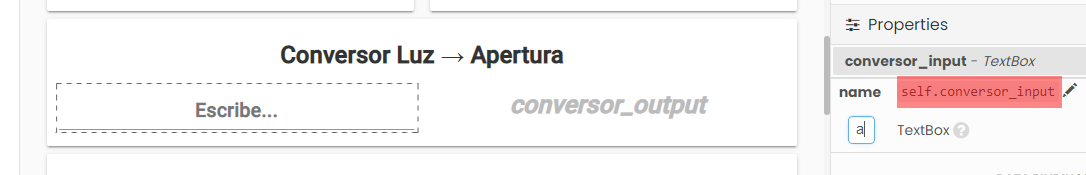 Properties
Conversor Luz → Apertura
conversor_input - TextBox
name self.conversor_input
Escribe...
conversor_output
a TextBox ?